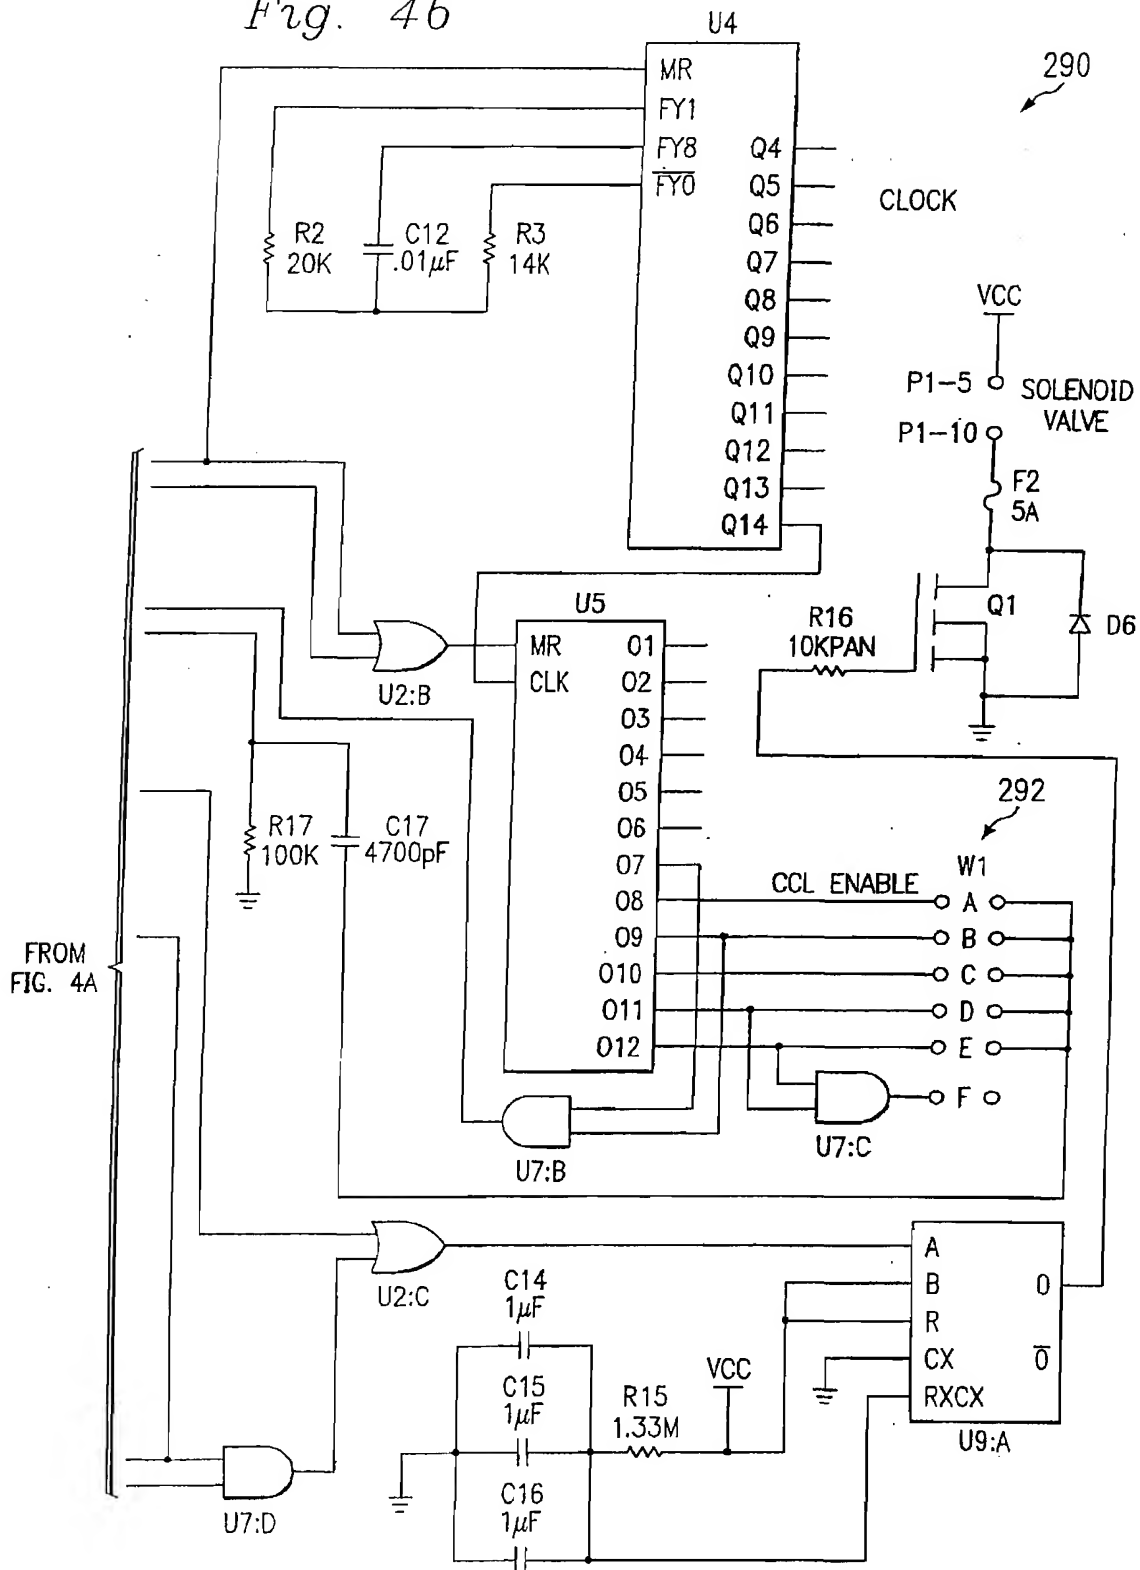 Fig. 4b
U4
MR
FY1
FY8
FY0
Q4
Q5
Q6
Q7
Q8
Q9
Q10
Q11
Q12
Q13
Q14
290
CLOCK
R2
20K
C12
.01μF
R3
14K
VCC
P1-5
SOLENOID
VALVE
P1-10
F2
5A
Q1
D6
R16
10KPAN
U5
MR
CLK
O1
O2
O3
O4
O5
O6
O7
O8
O9
O10
O11
O12
U2:B
R17
100K
C17
4700pF
292
W1
CCL ENABLE
A
B
C
D
E
F
FROM
FIG. 4A
U7:B
U7:C
U2:C
A
B
R
CX
RXCX
O
O
U9:A
C14
1μF
C15
1μF
C16
1μF
R15
1.33M
VCC
U7:D